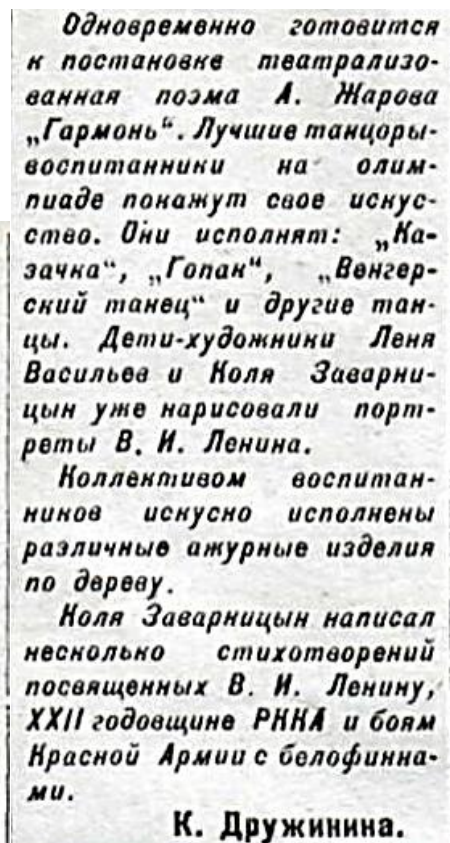 Одновременно готовится
к постановке театрализо-
ванная поэма А. Жарова
„Гармонь“. Лучшие танцоры-
воспитанники на олим-
пиаде покажут свое искус-
ство. Они исполнят: „Ка-
зачка“, „Гопак“, „Венгер-
ский танец“ и другие тан-
цы. Дети-художники Леня
Васильев и Коля Заварни-
цын уже нарисовали порт-
реты В. И. Ленина.
Коллективом воспитан-
ников искусно исполнены
различные ажурные изделия
по дереву.
Коля Заварницын написал
несколько стихотворений
посвященных В. И. Ленину,
XXII годовщине РККА и боям
Красной Армии с белофинна-
ми.
К. Дружинина.